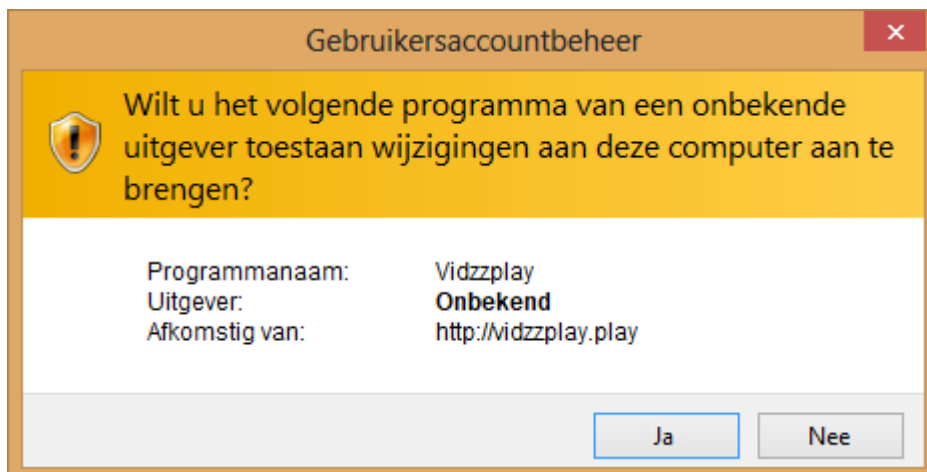 Gebruikersaccountbeheer
Wilt u het volgende programma van een onbekende
uitgever toestaan wijzigingen aan deze computer aan te
brengen?
Programmanaam: Vidzzplay
Uitgever: Onbekend
Afkomstig van: http://vidzzplay.play
Ja Nee